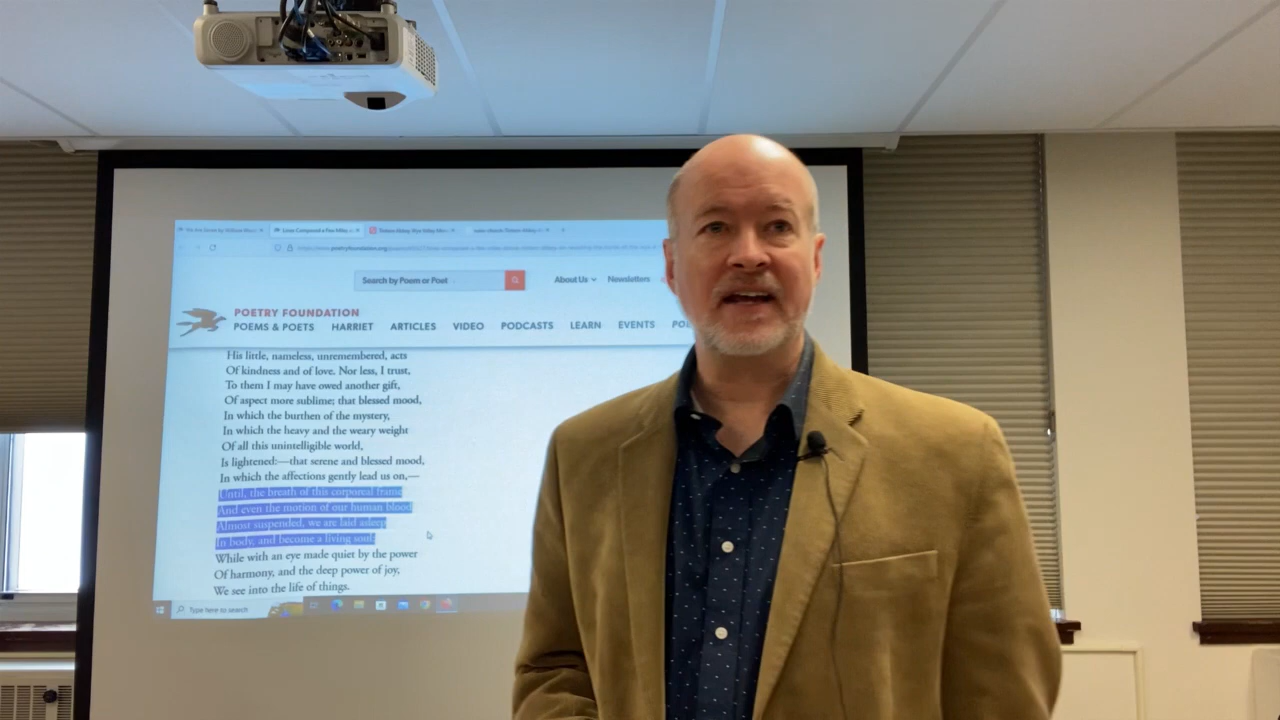 Search by Poem or Poet
About Us
Newsletters
POETRY FOUNDATION
POEMS & POETS HARRIET ARTICLES VIDEO PODCASTS LEARN EVENTS
His little, nameless, unremembered, acts
Of kindness and of love. Nor less, I trust,
To them I may have owed another gift,
Of aspect more sublime; that blessed mood,
In which the burthen of the mystery,
In which the heavy and the weary weight
Of all this unintelligible world,
Is lightened:—that serene and blessed mood,
In which the affections gently lead us on,—
Until, the breath of this corporeal frame
And even the motion of our human blood
Almost suspended, we are laid asleep
In body, and become a living soul:
While with an eye made quiet by the power
Of harmony, and the deep power of joy,
We see into the life of things.
Type here to search